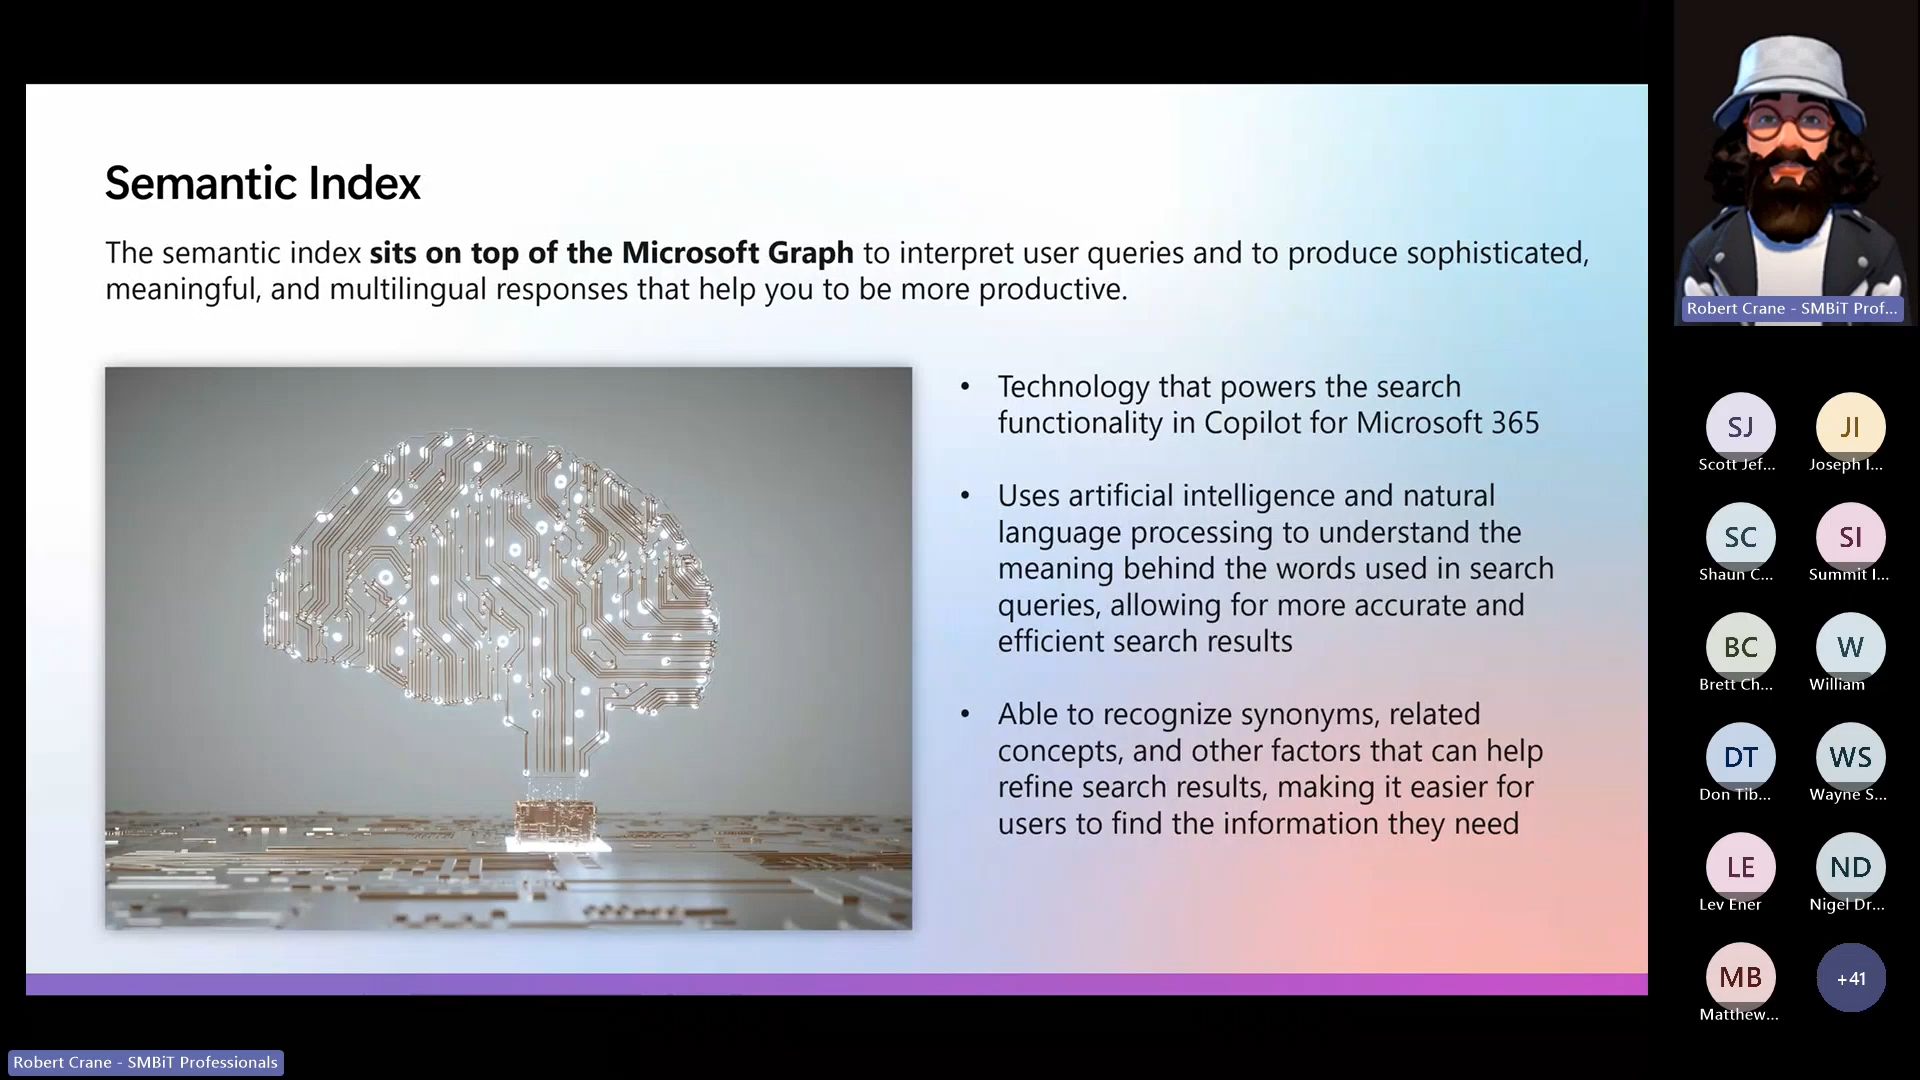 Semantic Index
The semantic index sits on top of the Microsoft Graph to interpret user queries and to produce sophisticated,
meaningful, and multilingual responses that help you to be more productive.
• Technology that powers the search
functionality in Copilot for Microsoft 365
• Uses artificial intelligence and natural
language processing to understand the
meaning behind the words used in search
queries, allowing for more accurate and
efficient search results
• Able to recognize synonyms, related
concepts, and other factors that can help
refine search results, making it easier for
users to find the information they need
Robert Crane - SMBiT Prof...
SJ
Scott Jef...
JI
Joseph I...
SC
Shaun C...
SI
Summit I...
BC
Brett Ch...
W
William
DT
Don Tib...
WS
Wayne S...
LE
Lev Ener
ND
Nigel Dr...
MB
Matthew...
+41
Robert Crane - SMBiT Professionals